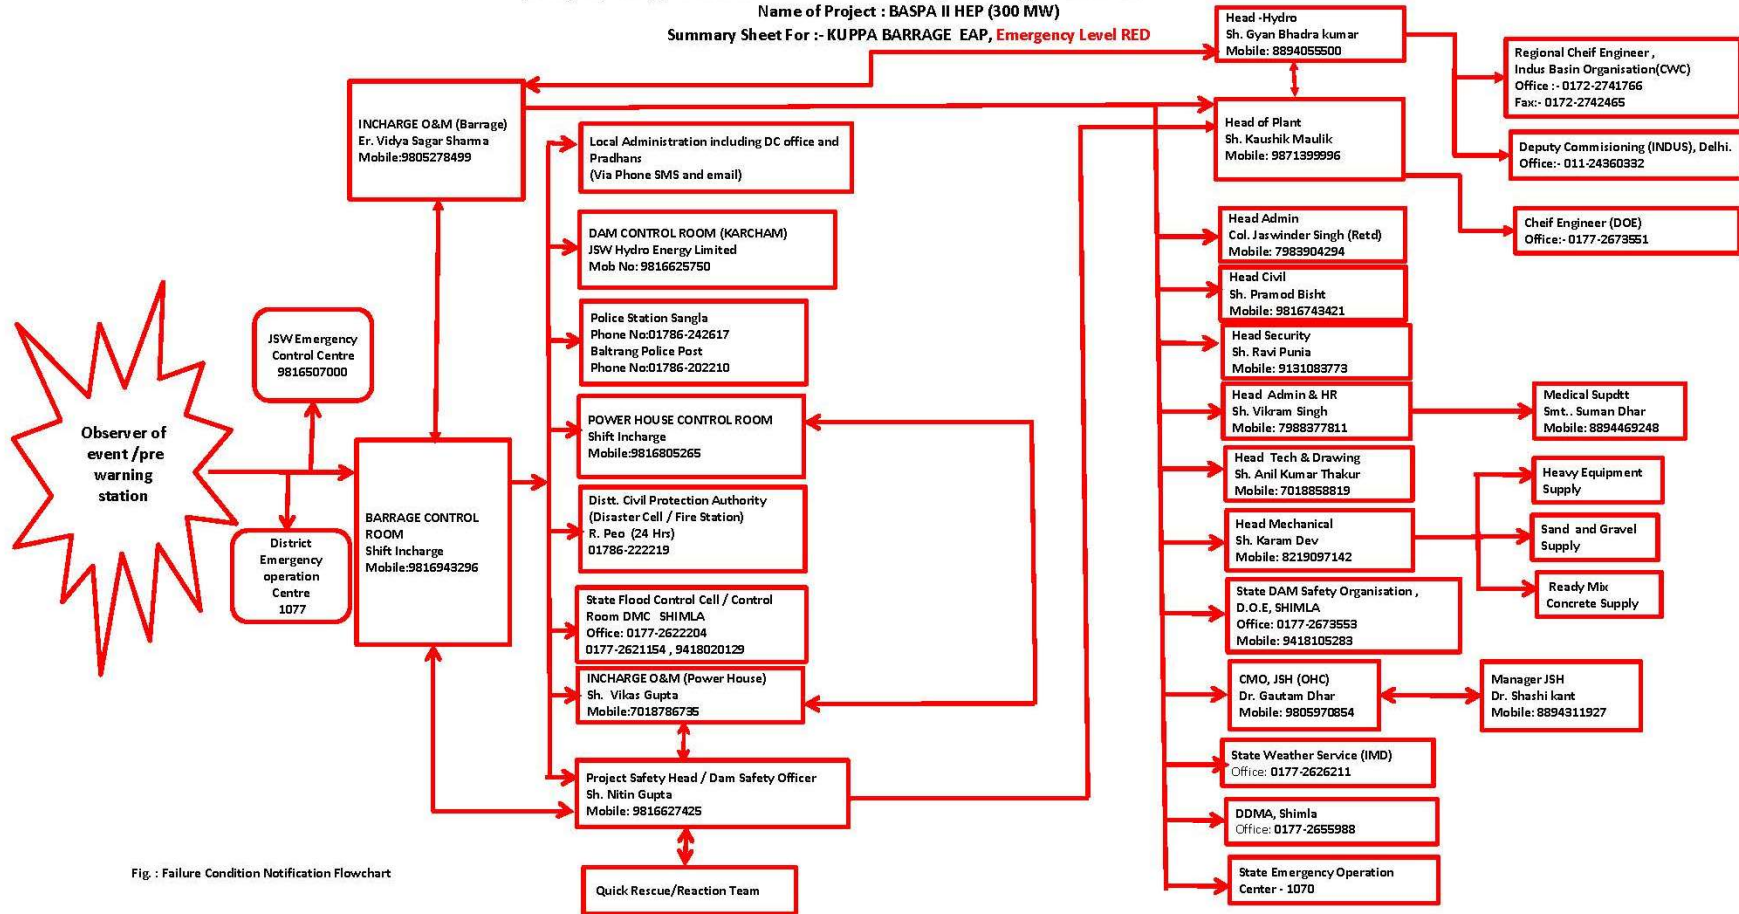 Name of Project : BASPA II HEP (300 MW)
Summary Sheet For :- KUPPA BARRAGE EAP, Emergency Level RED
Observer of
event /pre
warning
station
JSW Emergency
Control Centre
9816507000
District
Emergency
operation
Centre
1077
INCHARGE O&M (Barrage)
Er. Vidya Sagar Sharma
Mobile:9805278499
BARRAGE CONTROL
ROOM
Shift Incharge
Mobile:9816943296
Local Administration including DC office and
Pradhans
(Via Phone SMS and email)
DAM CONTROL ROOM (KARCHAM)
JSW Hydro Energy Limited
Mob No: 9816625750
Police Station Sangla
Phone No:01786-242617
Baltrang Police Post
Phone No:01786-202210
POWER HOUSE CONTROL ROOM
Shift Incharge
Mobile:9816805265
Distt. Civil Protection Authority
(Disaster Cell / Fire Station)
R. Peo (24 Hrs)
01786-222219
State Flood Control Cell / Control
Room DMC SHIMLA
Office: 0177-2622204
0177-2621154 , 9418020129
INCHARGE O&M (Power House)
Sh. Vikas Gupta
Mobile:7018786735
Project Safety Head / Dam Safety Officer
Sh. Nitin Gupta
Mobile: 9816627425
Quick Rescue/Reaction Team
Head -Hydro
Sh. Gyan Bhadra kumar
Mobile: 8894055500
Head of Plant
Sh. Kaushik Maulik
Mobile: 9871399996
Head Admin
Col. Jaswinder Singh (Retd)
Mobile: 7983904294
Head Civil
Sh. Pramod Bisht
Mobile: 9816743421
Head Security
Sh. Ravi Punia
Mobile: 9131083773
Head Admin & HR
Sh. Vikram Singh
Mobile: 7988377811
Head Tech & Drawing
Sh. Anil Kumar Thakur
Mobile: 7018858819
Head Mechanical
Sh. Karam Dev
Mobile: 8219097142
State DAM Safety Organisation ,
D.O.E, SHIMLA
Office: 0177-2673553
Mobile: 9418105283
CMO, JSH (OHC)
Dr. Gautam Dhar
Mobile: 9805970854
State Weather Service (IMD)
Office: 0177-2626211
DDMA, Shimla
Office: 0177-2655988
State Emergency Operation
Center - 1070
Regional Cheif Engineer ,
Indus Basin Organisation(CWC)
Office :- 0172-2741766
Fax:- 0172-2742465
Deputy Commisioning (INDUS), Delhi.
Office:- 011-24360332
Cheif Engineer (DOE)
Office:- 0177-2673551
Medical Supdtt
Smt.. Suman Dhar
Mobile: 8894469248
Heavy Equipment
Supply
Sand and Gravel
Supply
Ready Mix
Concrete Supply
Manager JSH
Dr. Shashi kant
Mobile: 8894311927
Fig. : Failure Condition Notification Flowchart